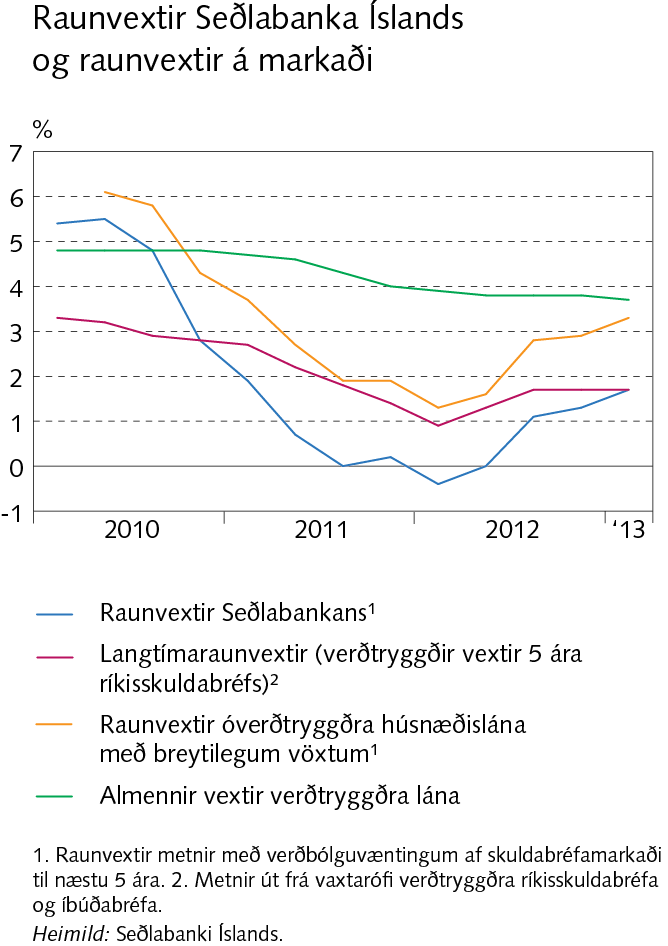 Raunvextir Seðlabanka Íslands
og raunvextir á markaði
%
7
6
5
4
3
2
1
0
-1
2010 2011 2012 ‘13
Raunvextir Seðlabankans¹
Langtímaraunvextir (verðtryggðir vextir 5 ára
ríkisskuldabréfs)²
Raunvextir óverðtryggðra húsnæðislána
með breytilegum vöxtum¹
Almennir vextir verðtryggðra lána
1. Raunvextir metnir með verðbólguvæntingum af skuldabréfamarkaði
til næstu 5 ára. 2. Metnir út frá vaxtarófi verðtryggðra ríkisskuldabréfa
og íbúðabréfa.
Heimild: Seðlabanki Íslands.